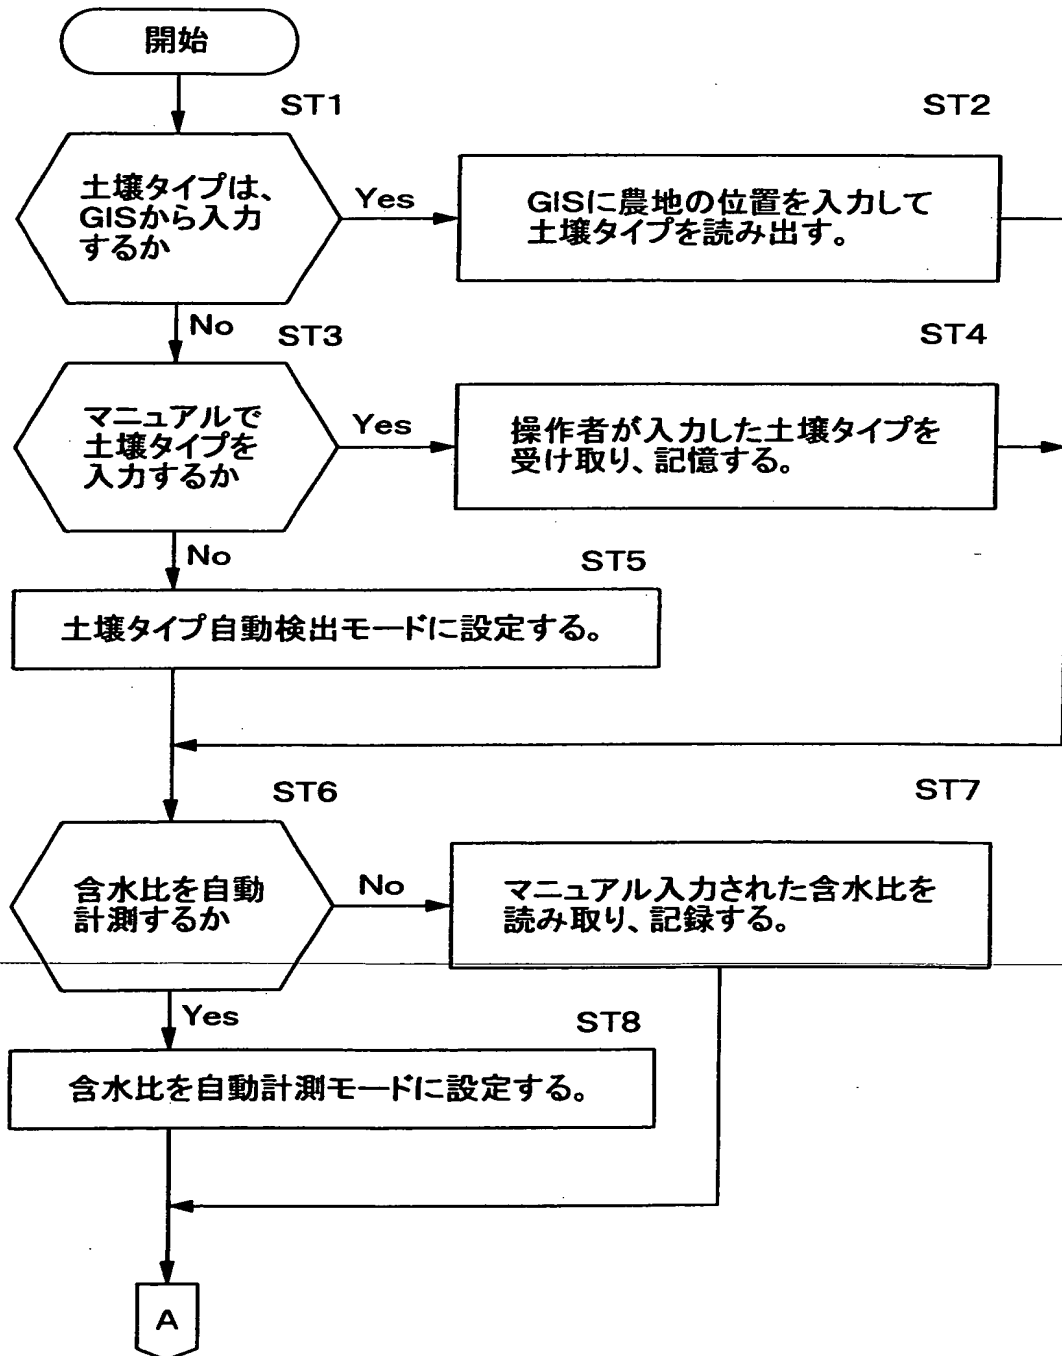 開始
ST1
土壌タイプは、
GISから入力
するか
Yes
ST2
GISに農地の位置を入力して
土壌タイプを読み出す。
No
ST3
マニュアルで
土壌タイプを
入力するか
Yes
ST4
操作者が入力した土壌タイプを
受け取り、記憶する。
No
ST5
土壌タイプ自動検出モードに設定する。
ST6
含水比を自動
計測するか
No
ST7
マニュアル入力された含水比を
読み取り、記録する。
Yes
ST8
含水比を自動計測モードに設定する。
A